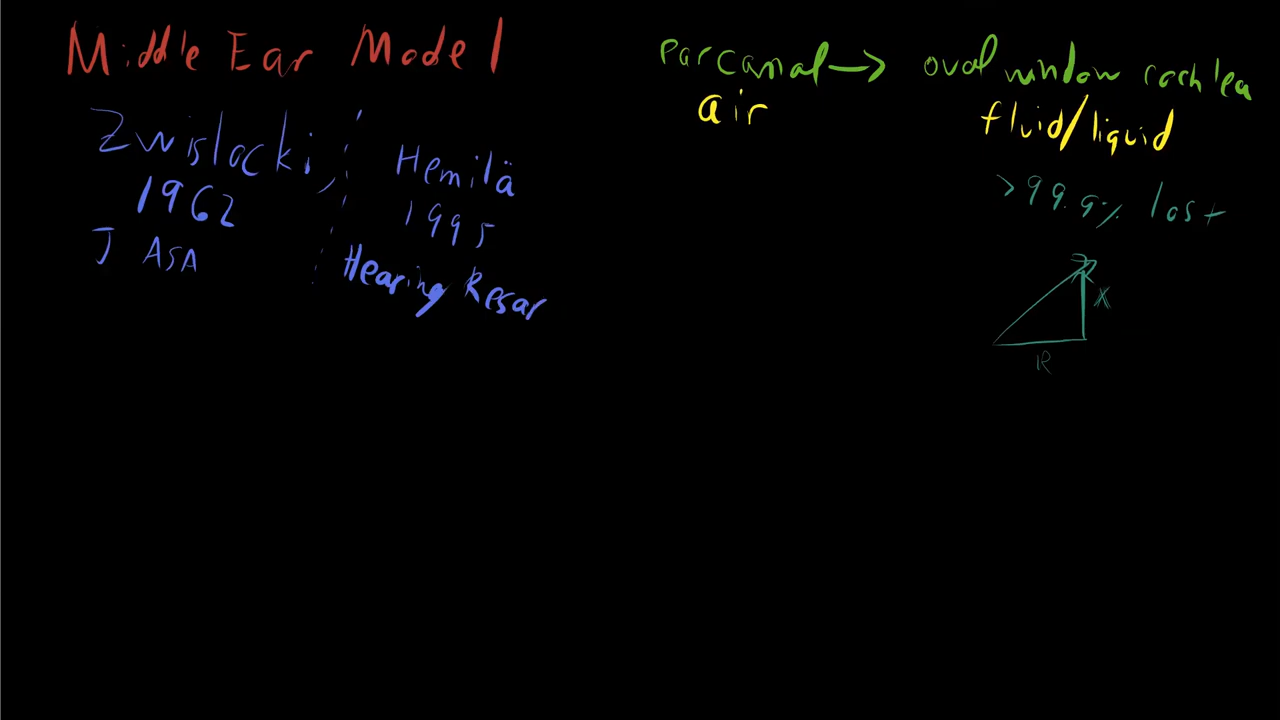 Middle Ear Model
Zwislocki,
1962
J ASA
Hemilä
1995
Hearing Resar
earcanal → oval window cochlea
air
fluid/liquid
>99.9% lost
X
R